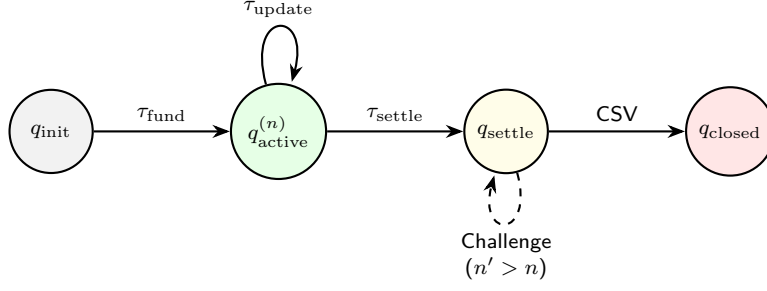 τ_update
q_init
τ_fund
q_active^(n)
τ_settle
q_settle
CSV
q_closed
Challenge
(n′ > n)